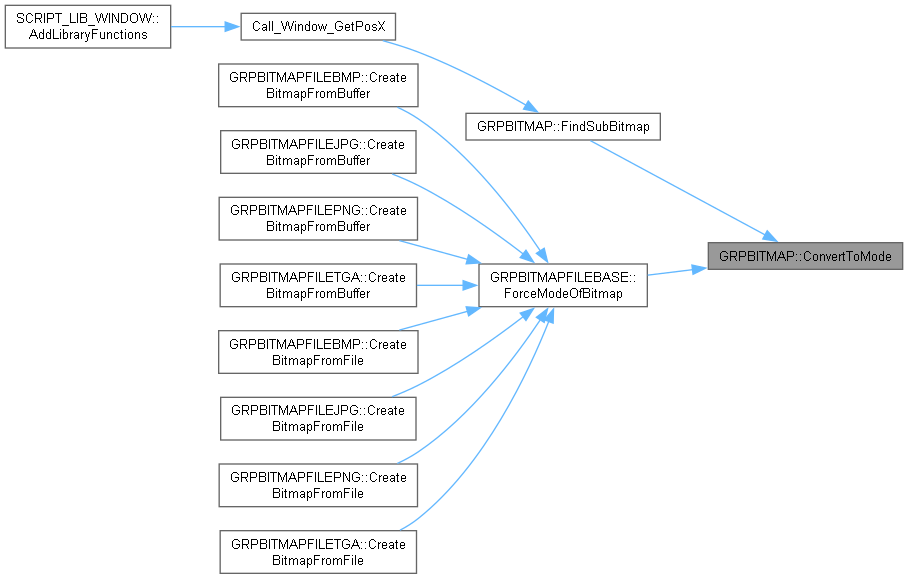 SCRIPT_LIB_WINDOW::
AddLibraryFunctions
Call_Window_GetPosX
GRPBITMAPFILEBMP::Create
BitmapFromBuffer
GRPBITMAP::FindSubBitmap
GRPBITMAPFILEJPG::Create
BitmapFromBuffer
GRPBITMAPFILEPNG::Create
BitmapFromBuffer
GRPBITMAP::ConvertToMode
GRPBITMAPFILETGA::Create
BitmapFromBuffer
GRPBITMAPFILEBASE::
ForceModeOfBitmap
GRPBITMAPFILEBMP::Create
BitmapFromFile
GRPBITMAPFILEJPG::Create
BitmapFromFile
GRPBITMAPFILEPNG::Create
BitmapFromFile
GRPBITMAPFILETGA::Create
BitmapFromFile